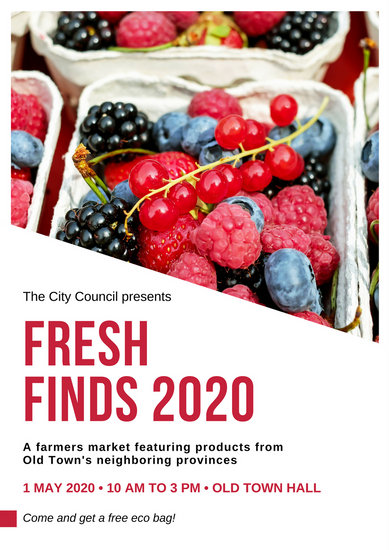 The City Council presents
FRESH
FINDS 2020
A farmers market featuring products from
Old Town's neighboring provinces
1 MAY 2020 • 10 AM TO 3 PM • OLD TOWN HALL
Come and get a free eco bag!